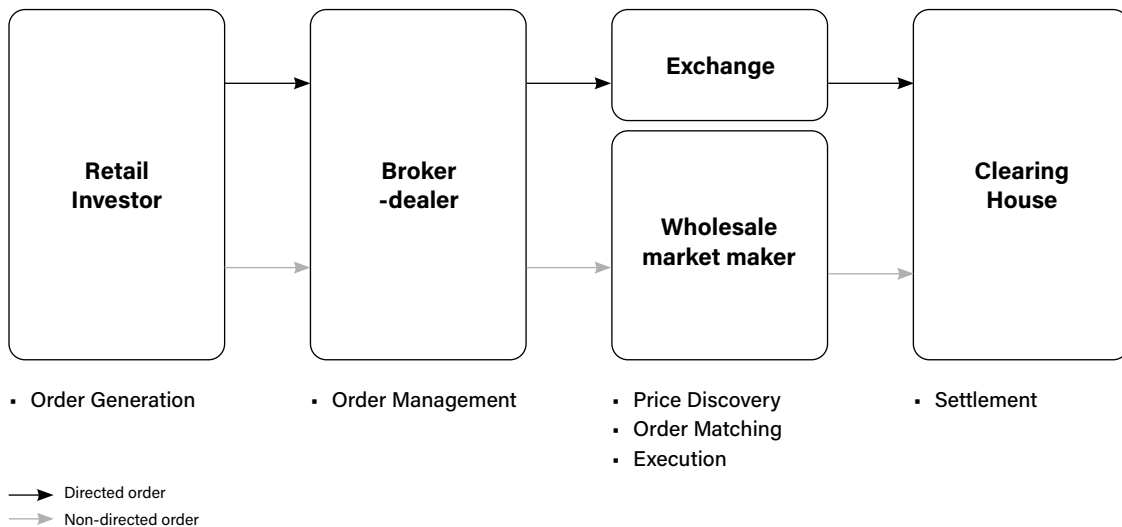 Retail
Investor
Broker
-dealer
Exchange
Wholesale
market maker
Clearing
House
▪ Order Generation
▪ Order Management
▪ Price Discovery
▪ Order Matching
▪ Execution
▪ Settlement
Directed order
Non-directed order